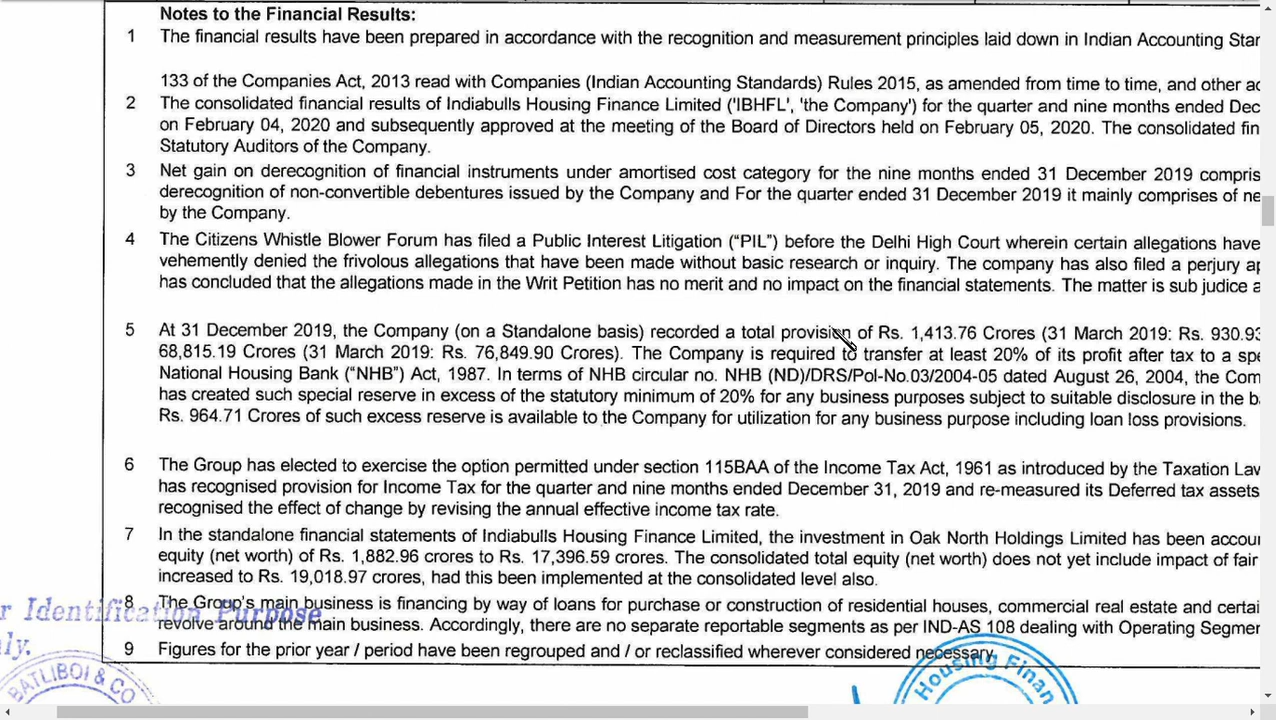 Notes to the Financial Results:
1 The financial results have been prepared in accordance with the recognition and measurement principles laid down in Indian Accounting Star
133 of the Companies Act, 2013 read with Companies (Indian Accounting Standards) Rules 2015, as amended from time to time, and other ac
2 The consolidated financial results of Indiabulls Housing Finance Limited ('IBHFL', 'the Company') for the quarter and nine months ended Dec
on February 04, 2020 and subsequently approved at the meeting of the Board of Directors held on February 05, 2020. The consolidated fin
Statutory Auditors of the Company.
3 Net gain on derecognition of financial instruments under amortised cost category for the nine months ended 31 December 2019 compris
derecognition of non-convertible debentures issued by the Company and For the quarter ended 31 December 2019 it mainly comprises of ne
by the Company.
4 The Citizens Whistle Blower Forum has filed a Public Interest Litigation (“PIL”) before the Delhi High Court wherein certain allegations have
vehemently denied the frivolous allegations that have been made without basic research or inquiry. The company has also filed a perjury ap
has concluded that the allegations made in the Writ Petition has no merit and no impact on the financial statements. The matter is sub judice a
5 At 31 December 2019, the Company (on a Standalone basis) recorded a total provision of Rs. 1,413.76 Crores (31 March 2019: Rs. 930.93
68,815.19 Crores (31 March 2019: Rs. 76,849.90 Crores). The Company is required to transfer at least 20% of its profit after tax to a spe
National Housing Bank (“NHB”) Act, 1987. In terms of NHB circular no. NHB (ND)/DRS/Pol-No.03/2004-05 dated August 26, 2004, the Com
has created such special reserve in excess of the statutory minimum of 20% for any business purposes subject to suitable disclosure in the b
Rs. 964.71 Crores of such excess reserve is available to the Company for utilization for any business purpose including loan loss provisions.
6 The Group has elected to exercise the option permitted under section 115BAA of the Income Tax Act, 1961 as introduced by the Taxation Law
has recognised provision for Income Tax for the quarter and nine months ended December 31, 2019 and re-measured its Deferred tax assets
recognised the effect of change by revising the annual effective income tax rate.
7 In the standalone financial statements of Indiabulls Housing Finance Limited, the investment in Oak North Holdings Limited has been accour
equity (net worth) of Rs. 1,882.96 crores to Rs. 17,396.59 crores. The consolidated total equity (net worth) does not yet include impact of fair
increased to Rs. 19,018.97 crores, had this been implemented at the consolidated level also.
8 The Group's main business is financing by way of loans for purchase or construction of residential houses, commercial real estate and certai
r Identification Purpose
revolve around the main business. Accordingly, there are no separate reportable segments as per IND-AS 108 dealing with Operating Segmer
ly.
9 Figures for the prior year / period have been regrouped and / or reclassified wherever considered necessary.
BATLIBOI & CO
Housing Finan